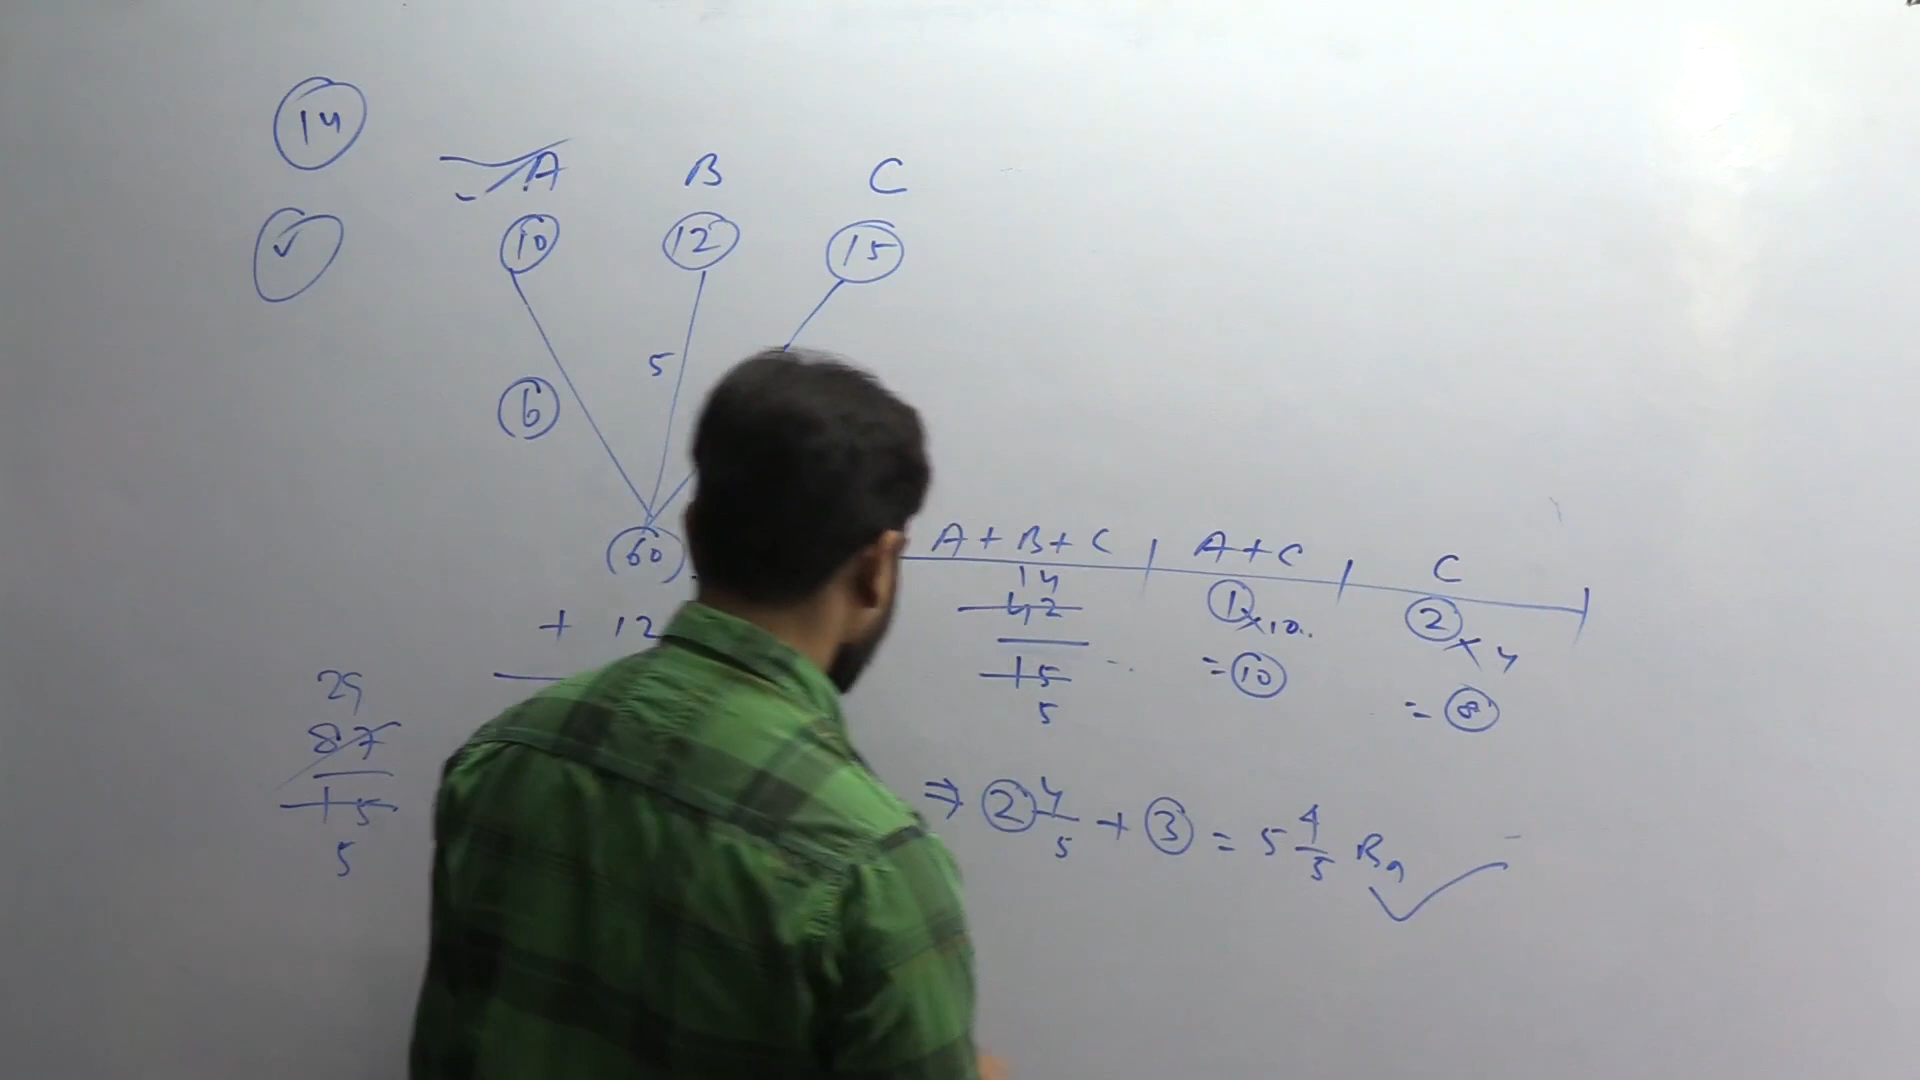 14
A B C
10 12 15
5
6
60 A + B + C A + C C
14
42 1 × 10.. 2 × 4
+ 12
15 = 10 = 8
5
29
87
15
5
⇒ 2 4/5 + 3 = 5 4/5